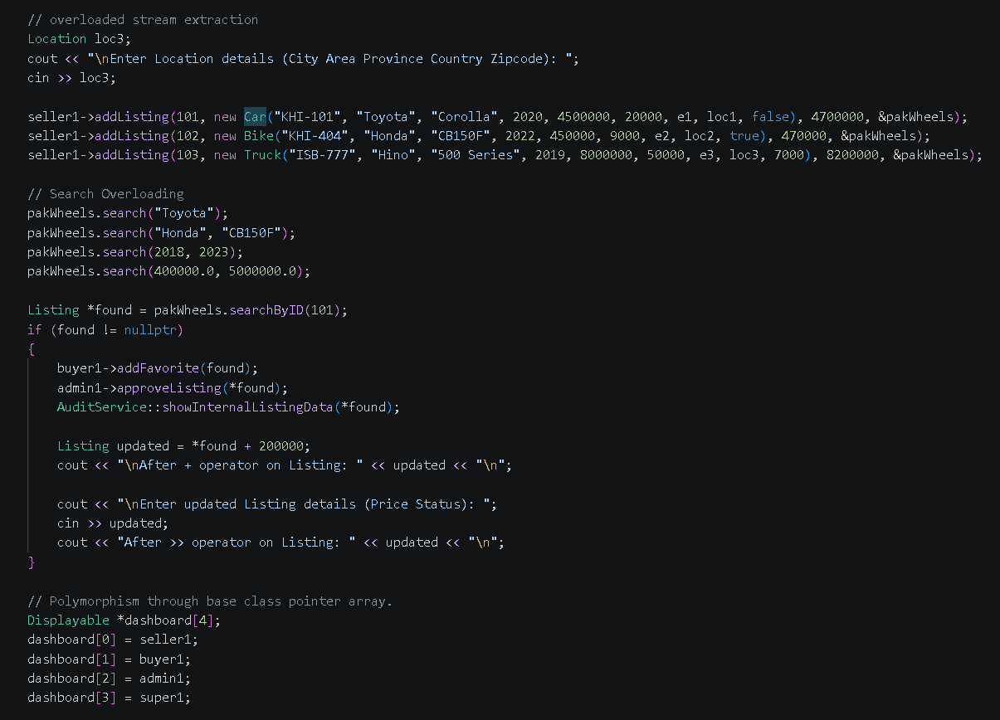 // overloaded stream extraction
Location loc3;
cout << "\nEnter Location details (City Area Province Country Zipcode): ";
cin >> loc3;
seller1->addListing(101, new Car("KHI-101", "Toyota", "Corolla", 2020, 4500000, 20000, e1, loc1, false), 4700000, &pakWheels);
seller1->addListing(102, new Bike("KHI-404", "Honda", "CB150F", 2022, 450000, 9000, e2, loc2, true), 470000, &pakWheels);
seller1->addListing(103, new Truck("ISB-777", "Hino", "500 Series", 2019, 8000000, 50000, e3, loc3, 7000), 8200000, &pakWheels);
// Search Overloading
pakWheels.search("Toyota");
pakWheels.search("Honda", "CB150F");
pakWheels.search(2018, 2023);
pakWheels.search(400000.0, 5000000.0);
Listing *found = pakWheels.searchByID(101);
if (found != nullptr)
{
    buyer1->addFavorite(found);
    admin1->approveListing(*found);
    AuditService::showInternalListingData(*found);
    Listing updated = *found + 200000;
    cout << "\nAfter + operator on Listing: " << updated << "\n";
    cout << "\nEnter updated Listing details (Price Status): ";
    cin >> updated;
    cout << "After >> operator on Listing: " << updated << "\n";
}
// Polymorphism through base class pointer array.
Displayable *dashboard[4];
dashboard[0] = seller1;
dashboard[1] = buyer1;
dashboard[2] = admin1;
dashboard[3] = super1;